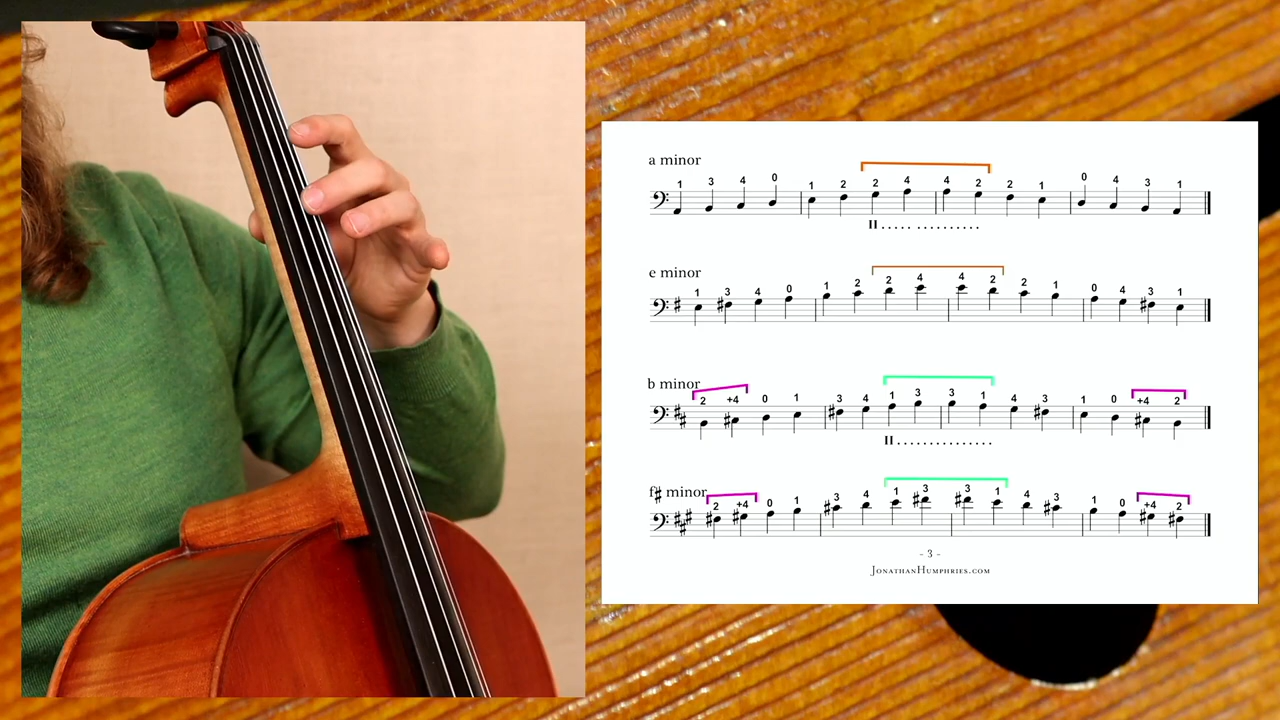 a minor
1 3 4 0 1 2 2 4 4 2 2 1 0 4 3 1
II
e minor
1 3 4 0 1 2 2 4 4 2 2 1 0 4 3 1
b minor
2 +4 0 1 3 4 1 3 3 1 4 3 1 0 +4 2
II
f# minor
2 +4 0 1 3 4 1 3 3 1 4 3 1 0 +4 2
- 3 -
JonathanHumphries.com